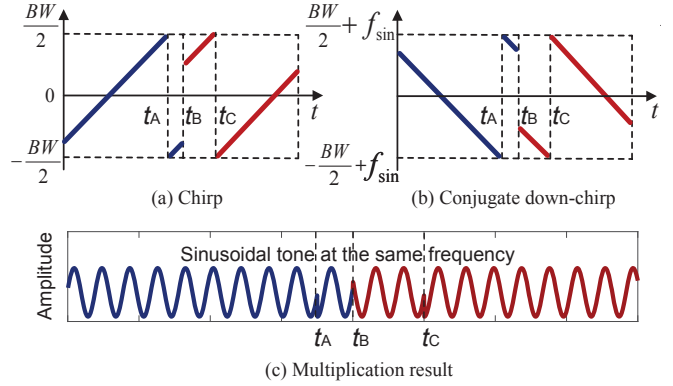 BW/2
0
-BW/2
tA
tB
tC
t
(a) Chirp
BW/2 + fsin
-BW/2 + fsin
tA
tB
tC
t
(b) Conjugate down-chirp
Amplitude
Sinusoidal tone at the same frequency
tA
tB
tC
(c) Multiplication result